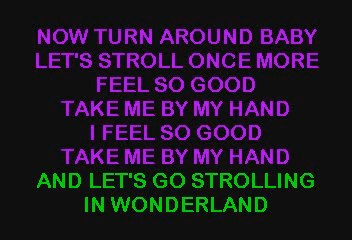 NOW TURN AROUND BABY
LET'S STROLL ONCE MORE
FEEL SO GOOD
TAKE ME BY MY HAND
I FEEL SO GOOD
TAKE ME BY MY HAND
AND LET'S GO STROLLING
IN WONDERLAND